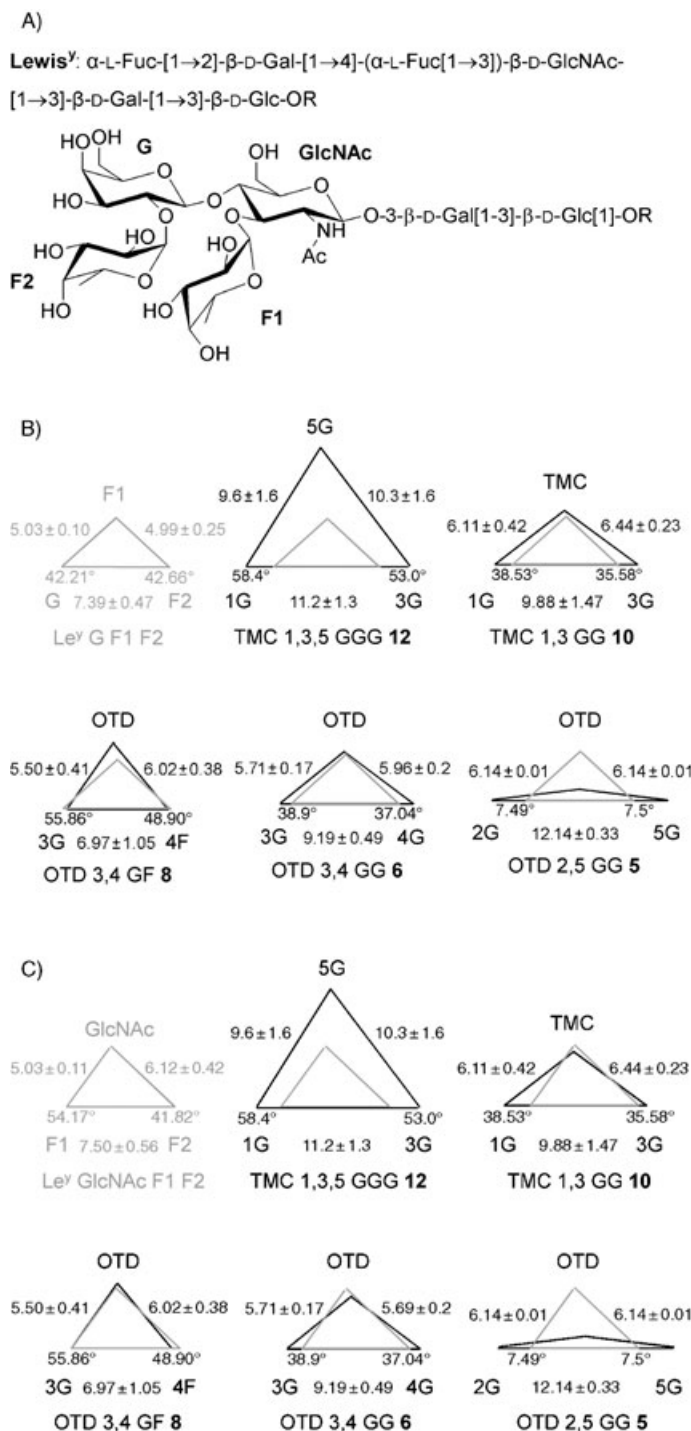 A)
Lewisʸ: α-L-Fuc-[1→2]-β-D-Gal-[1→4]-(α-L-Fuc[1→3])-β-D-GlcNAc-
[1→3]-β-D-Gal-[1→3]-β-D-Glc-OR
HO OH G HO GlcNAc
O O
HO O O O-3-β-D-Gal[1-3]-β-D-Glc[1]-OR
O O NH
HO HO O HO O Ac
F2 O HO O
HO HO F1
OH
B)
5G
F1 9.6±1.6 10.3±1.6 TMC
5.03±0.10 4.99±0.25 6.11±0.42 6.44±0.23
42.21° 42.66° 58.4° 53.0° 38.53° 35.58°
G 7.39±0.47 F2 1G 11.2±1.3 3G 1G 9.88±1.47 3G
Leʸ G F1 F2 TMC 1,3,5 GGG 12 TMC 1,3 GG 10
OTD OTD OTD
5.50±0.41 6.02±0.38 5.71±0.17 5.96±0.2 6.14±0.01 6.14±0.01
55.86° 48.90° 38.9° 37.04° 7.49° 7.5°
3G 6.97±1.05 4F 3G 9.19±0.49 4G 2G 12.14±0.33 5G
OTD 3,4 GF 8 OTD 3,4 GG 6 OTD 2,5 GG 5
C)
5G
GlcNAc 9.6±1.6 10.3±1.6 TMC
5.03±0.11 6.12±0.42 6.11±0.42 6.44±0.23
54.17° 41.82° 58.4° 53.0° 38.53° 35.58°
F1 7.50±0.56 F2 1G 11.2±1.3 3G 1G 9.88±1.47 3G
Leʸ GlcNAc F1 F2 TMC 1,3,5 GGG 12 TMC 1,3 GG 10
OTD OTD OTD
5.50±0.41 6.02±0.38 5.71±0.17 5.69±0.2 6.14±0.01 6.14±0.01
55.86° 48.90° 38.9° 37.04° 7.49° 7.5°
3G 6.97±1.05 4F 3G 9.19±0.49 4G 2G 12.14±0.33 5G
OTD 3,4 GF 8 OTD 3,4 GG 6 OTD 2,5 GG 5